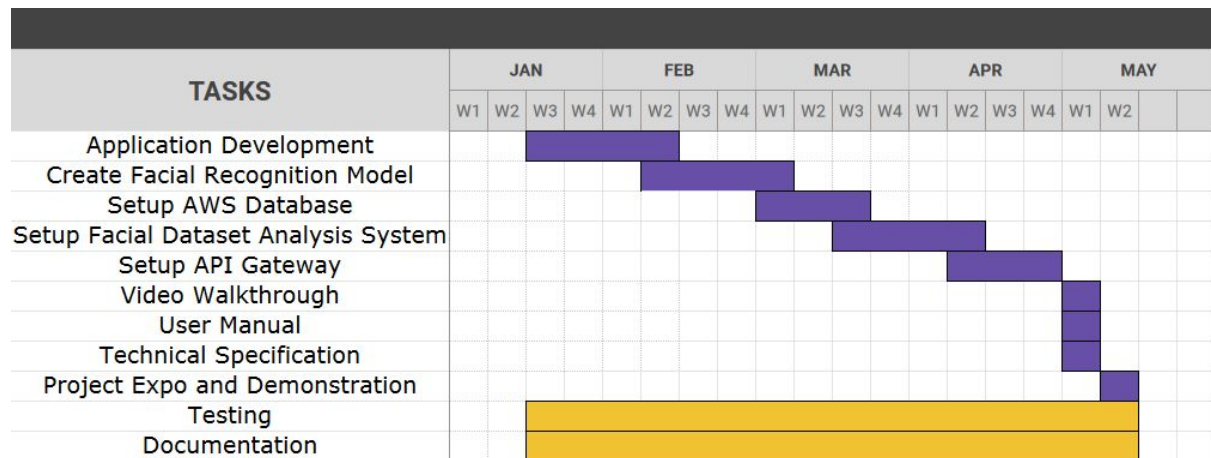 TASKS
JAN FEB MAR APR MAY
W1 W2 W3 W4 W1 W2 W3 W4 W1 W2 W3 W4 W1 W2 W3 W4 W1 W2
Application Development
Create Facial Recognition Model
Setup AWS Database
Setup Facial Dataset Analysis System
Setup API Gateway
Video Walkthrough
User Manual
Technical Specification
Project Expo and Demonstration
Testing
Documentation